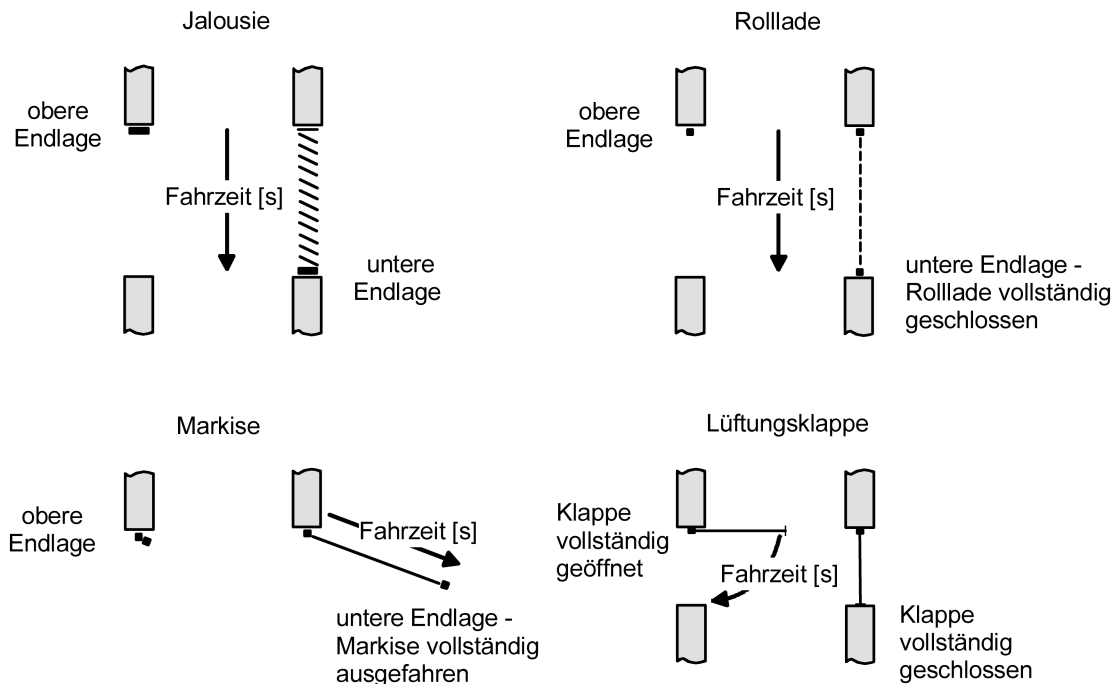 Jalousie
obere
Endlage
Fahrzeit [s]
untere
Endlage
Rolllade
obere
Endlage
Fahrzeit [s]
untere Endlage -
Rolllade vollständig
geschlossen
Markise
obere
Endlage
Fahrzeit [s]
untere Endlage -
Markise vollständig
ausgefahren
Lüftungsklappe
Klappe
vollständig
geöffnet
Fahrzeit [s]
Klappe
vollständig
geschlossen